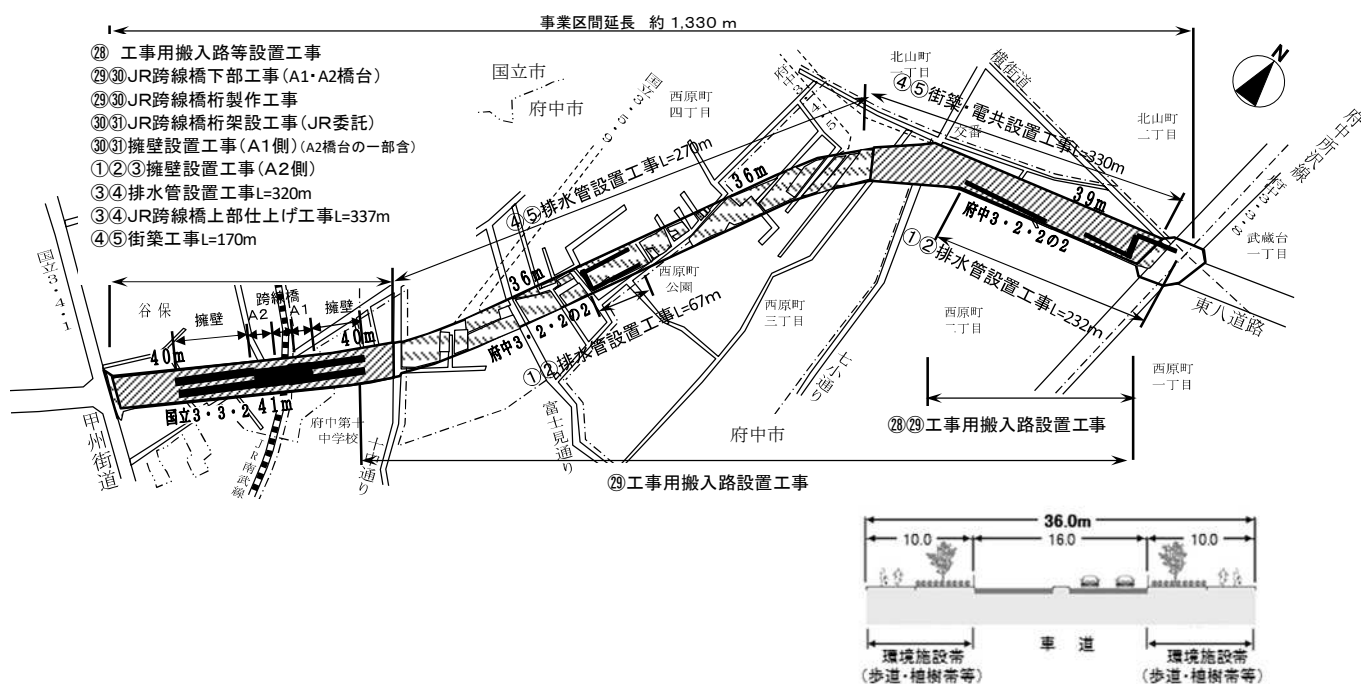 事業区間延長 約 1,330 m
㉘ 工事用搬入路等設置工事
㉙㉚JR跨線橋下部工事(A1・A2橋台)
㉙㉚JR跨線橋桁製作工事
㉚㉛JR跨線橋桁架設工事(JR委託)
㉚㉛擁壁設置工事(A1側)(A2橋台の一部含)
①②③擁壁設置工事(A2側)
③④排水管設置工事L=320m
③④JR跨線橋上部仕上げ工事L=337m
④⑤街築工事L=170m
国立市
府中市
国立3・5・9
西原町
四丁目
府中3・4・5
北山町
一丁目
横街道
④⑤街築・電共設置工事L=330m
交番
北山町
二丁目
N
府中所沢線
府中3・3・8
④⑤排水管設置工事L=270m
36m
39m
府中3・2・2の2
武蔵台
一丁目
東八道路
国立3・4・1
谷保
跨線橋
擁壁
A2
A1
擁壁
40m
40m
36m
西原町
公園
府中3・2・2の2
①②排水管設置工事L=67m
西原町
三丁目
西原町
二丁目
①②排水管設置工事L=232m
西原町
一丁目
国立3・3・2
41m
府中第十
中学校
甲州街道
JR南武線
十中通り
富士見通り
七小通り
府中市
㉘㉙工事用搬入路設置工事
㉙工事用搬入路設置工事
36.0m
10.0
16.0
10.0
環境施設帯
(歩道・植樹帯等)
車 道
環境施設帯
(歩道・植樹帯等)